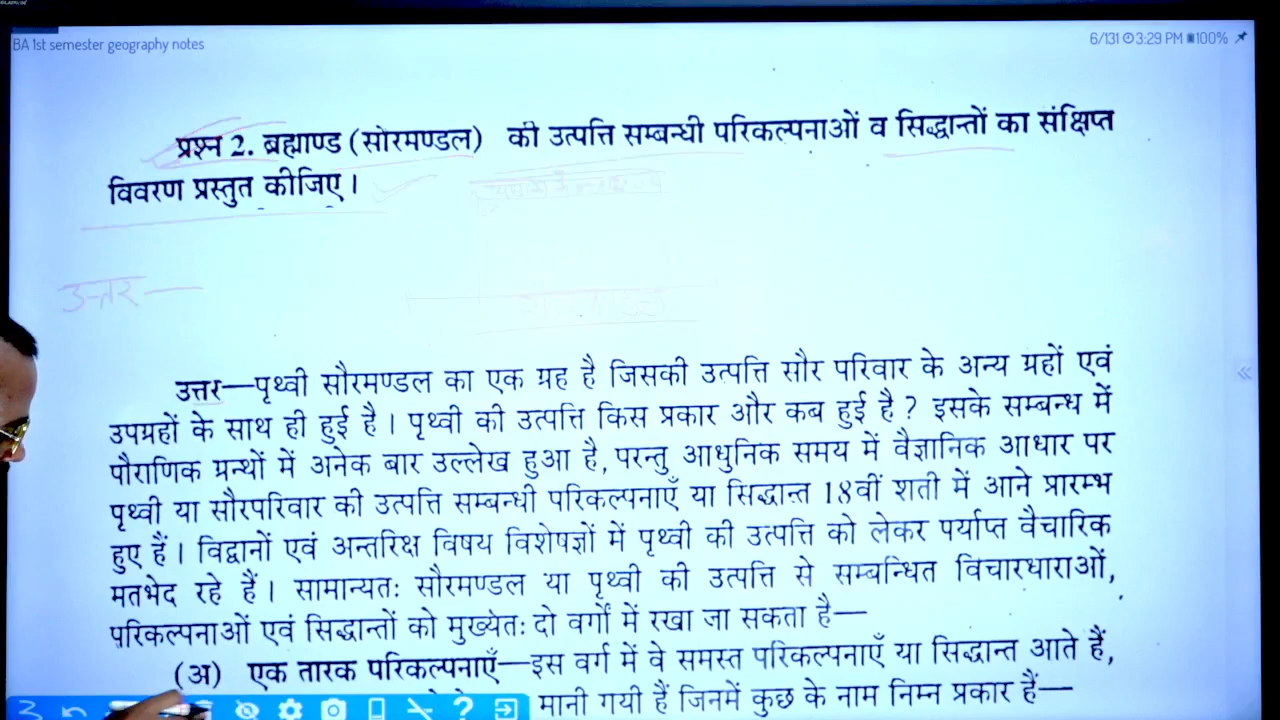 BA 1st semester geography notes
6/131 3:29 PM 100%
प्रश्न 2. ब्रह्माण्ड (सोरमण्डल) की उत्पत्ति सम्बन्धी परिकल्पनाओं व सिद्धान्तों का संक्षिप्त
विवरण प्रस्तुत कीजिए।
उत्तर—
उत्तर—पृथ्वी सौरमण्डल का एक ग्रह है जिसकी उत्पत्ति सौर परिवार के अन्य ग्रहों एवं
उपग्रहों के साथ ही हुई है। पृथ्वी की उत्पत्ति किस प्रकार और कब हुई है? इसके सम्बन्ध में
पौराणिक ग्रन्थों में अनेक बार उल्लेख हुआ है, परन्तु आधुनिक समय में वैज्ञानिक आधार पर
पृथ्वी या सौरपरिवार की उत्पत्ति सम्बन्धी परिकल्पनाएँ या सिद्धान्त 18वीं शती में आने प्रारम्भ
हुए हैं। विद्वानों एवं अन्तरिक्ष विषय विशेषज्ञों में पृथ्वी की उत्पत्ति को लेकर पर्याप्त वैचारिक
मतभेद रहे हैं। सामान्यतः सौरमण्डल या पृथ्वी की उत्पत्ति से सम्बन्धित विचारधाराओं,
परिकल्पनाओं एवं सिद्धान्तों को मुख्येतः दो वर्गों में रखा जा सकता है—
(अ) एक तारक परिकल्पनाएँ—इस वर्ग में वे समस्त परिकल्पनाएँ या सिद्धान्त आते हैं,
मानी गयी हैं जिनमें कुछ के नाम निम्न प्रकार हैं—